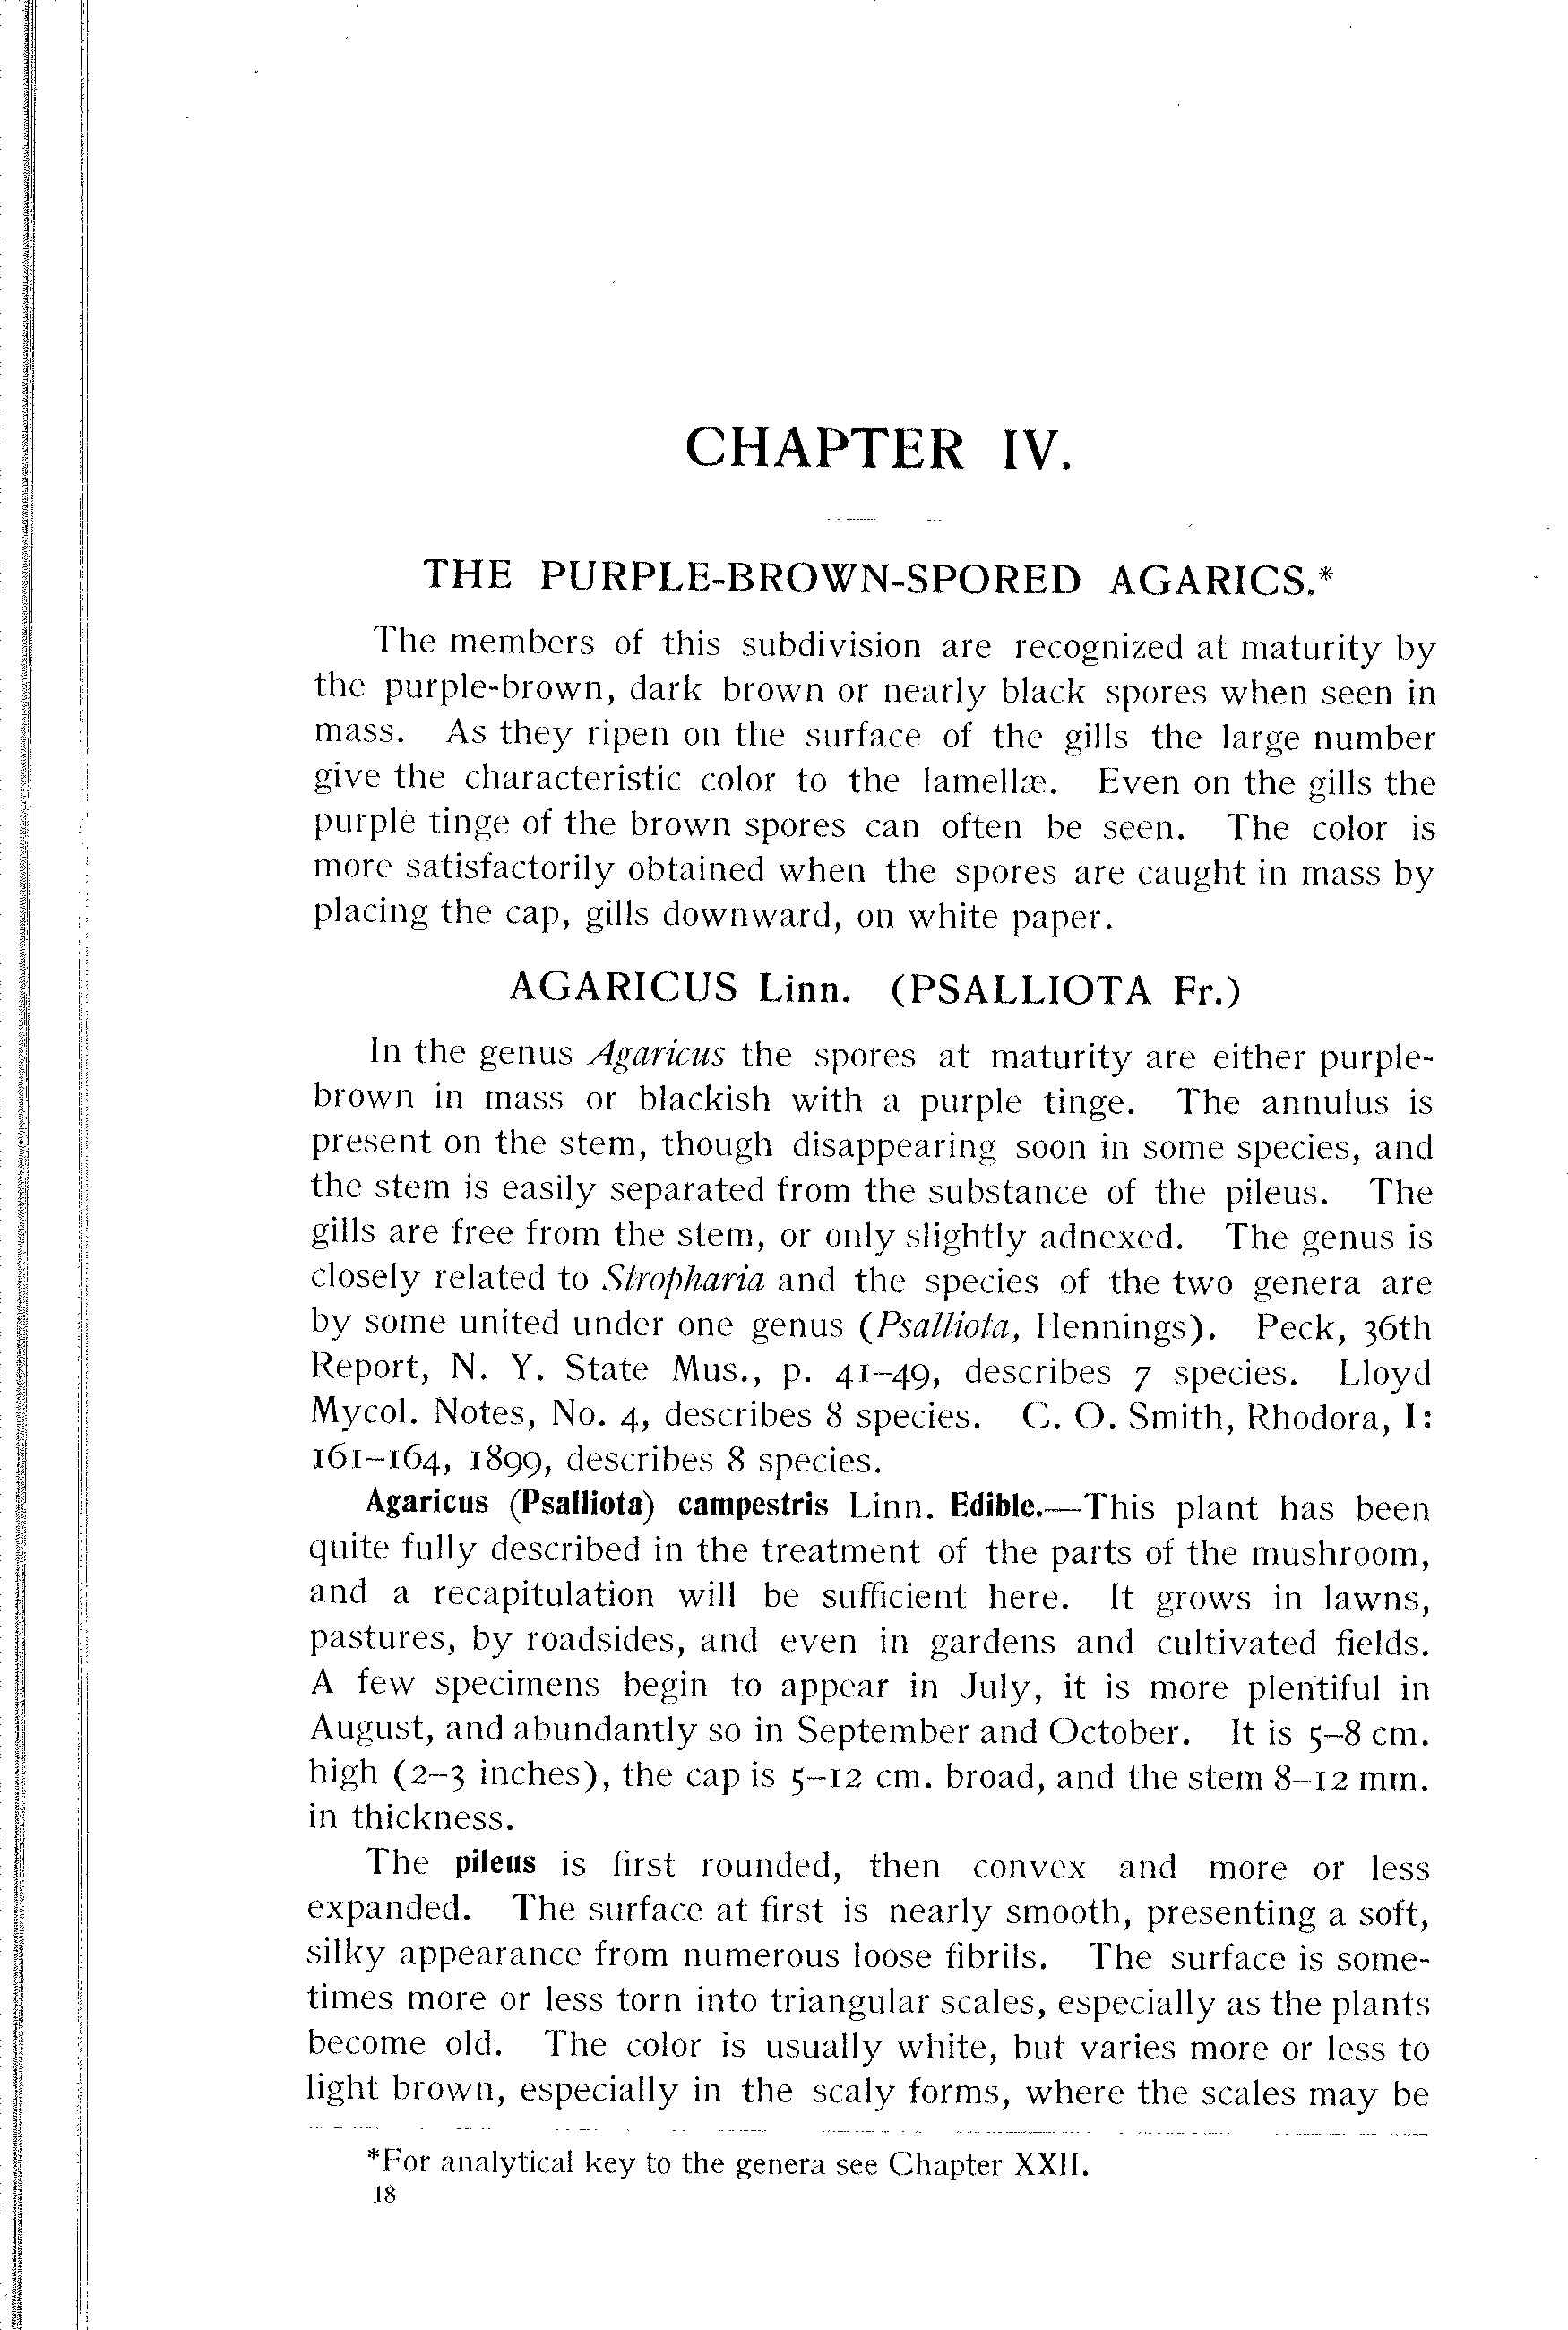 CHAPTER IV.
THE PURPLE-BROWN-SPORED AGARICS.*
The members of this subdivision are recognized at maturity by
the purple-brown, dark brown or nearly black spores when seen in
mass. As they ripen on the surface of the gills the large number
give the characteristic color to the lamellæ. Even on the gills the
purple tinge of the brown spores can often be seen. The color is
more satisfactorily obtained when the spores are caught in mass by
placing the cap, gills downward, on white paper.
AGARICUS Linn. (PSALLIOTA Fr.)
In the genus Agaricus the spores at maturity are either purple-
brown in mass or blackish with a purple tinge. The annulus is
present on the stem, though disappearing soon in some species, and
the stem is easily separated from the substance of the pileus. The
gills are free from the stem, or only slightly adnexed. The genus is
closely related to Stropharia and the species of the two genera are
by some united under one genus (Psalliota, Hennings). Peck, 36th
Report, N. Y. State Mus., p. 41–49, describes 7 species. Lloyd
Mycol. Notes, No. 4, describes 8 species. C. O. Smith, Rhodora, I:
161–164, 1899, describes 8 species.
Agaricus (Psalliota) campestris Linn. Edible.—This plant has been
quite fully described in the treatment of the parts of the mushroom,
and a recapitulation will be sufficient here. It grows in lawns,
pastures, by roadsides, and even in gardens and cultivated fields.
A few specimens begin to appear in July, it is more plentiful in
August, and abundantly so in September and October. It is 5–8 cm.
high (2–3 inches), the cap is 5–12 cm. broad, and the stem 8–12 mm.
in thickness.
The pileus is first rounded, then convex and more or less
expanded. The surface at first is nearly smooth, presenting a soft,
silky appearance from numerous loose fibrils. The surface is some-
times more or less torn into triangular scales, especially as the plants
become old. The color is usually white, but varies more or less to
light brown, especially in the scaly forms, where the scales may be
*For analytical key to the genera see Chapter XXII.
18